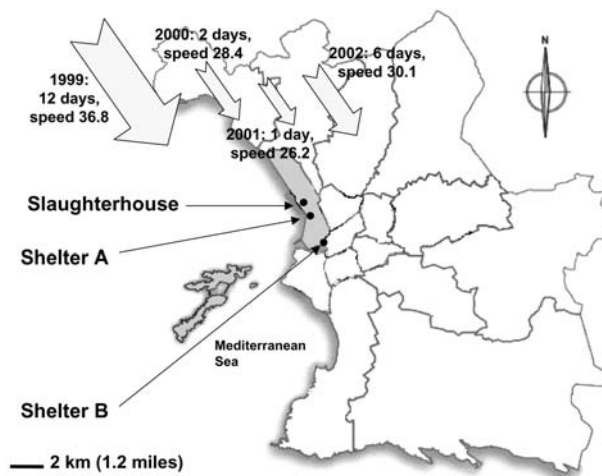 2000: 2 days,
speed 28.4
2002: 6 days,
speed 30.1
N
1999:
12 days,
speed 36.8
2001: 1 day,
speed 26.2
Slaughterhouse
Shelter A
Mediterranean
Sea
Shelter B
2 km (1.2 miles)